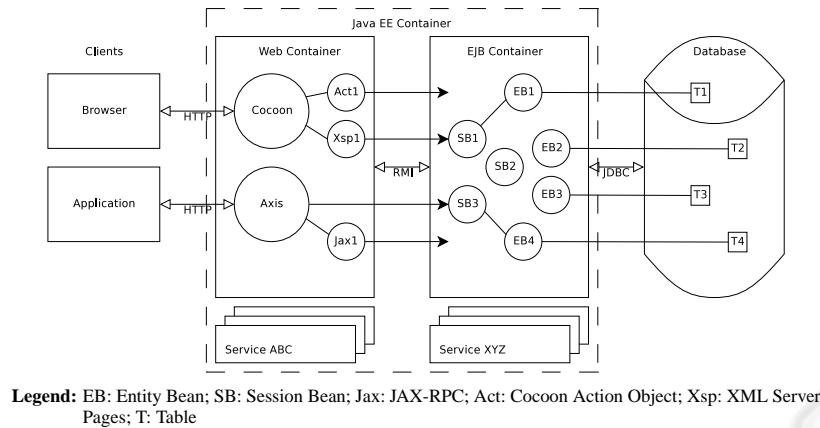 Java EE Container
Clients
Web Container
EJB Container
Database
Browser
HTTP
Cocoon
Act1
Xsp1
Application
HTTP
Axis
Jax1
RMI
EB1
SB1
EB2
SB2
EB3
SB3
EB4
JDBC
T1
T2
T3
T4
Service ABC
Service XYZ
Legend: EB: Entity Bean; SB: Session Bean; Jax: JAX-RPC; Act: Cocoon Action Object; Xsp: XML Server
Pages; T: Table